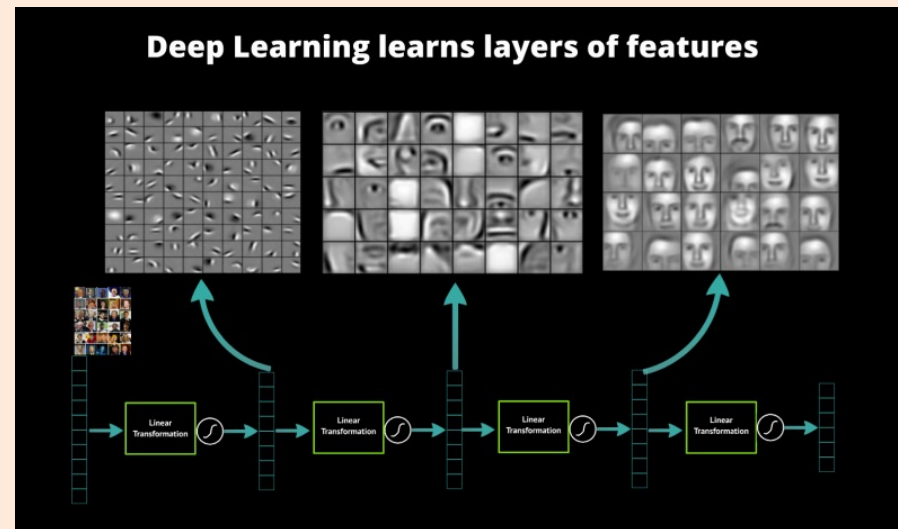 Deep Learning learns layers of features
Linear
Transformation
Linear
Transformation
Linear
Transformation
Linear
Transformation